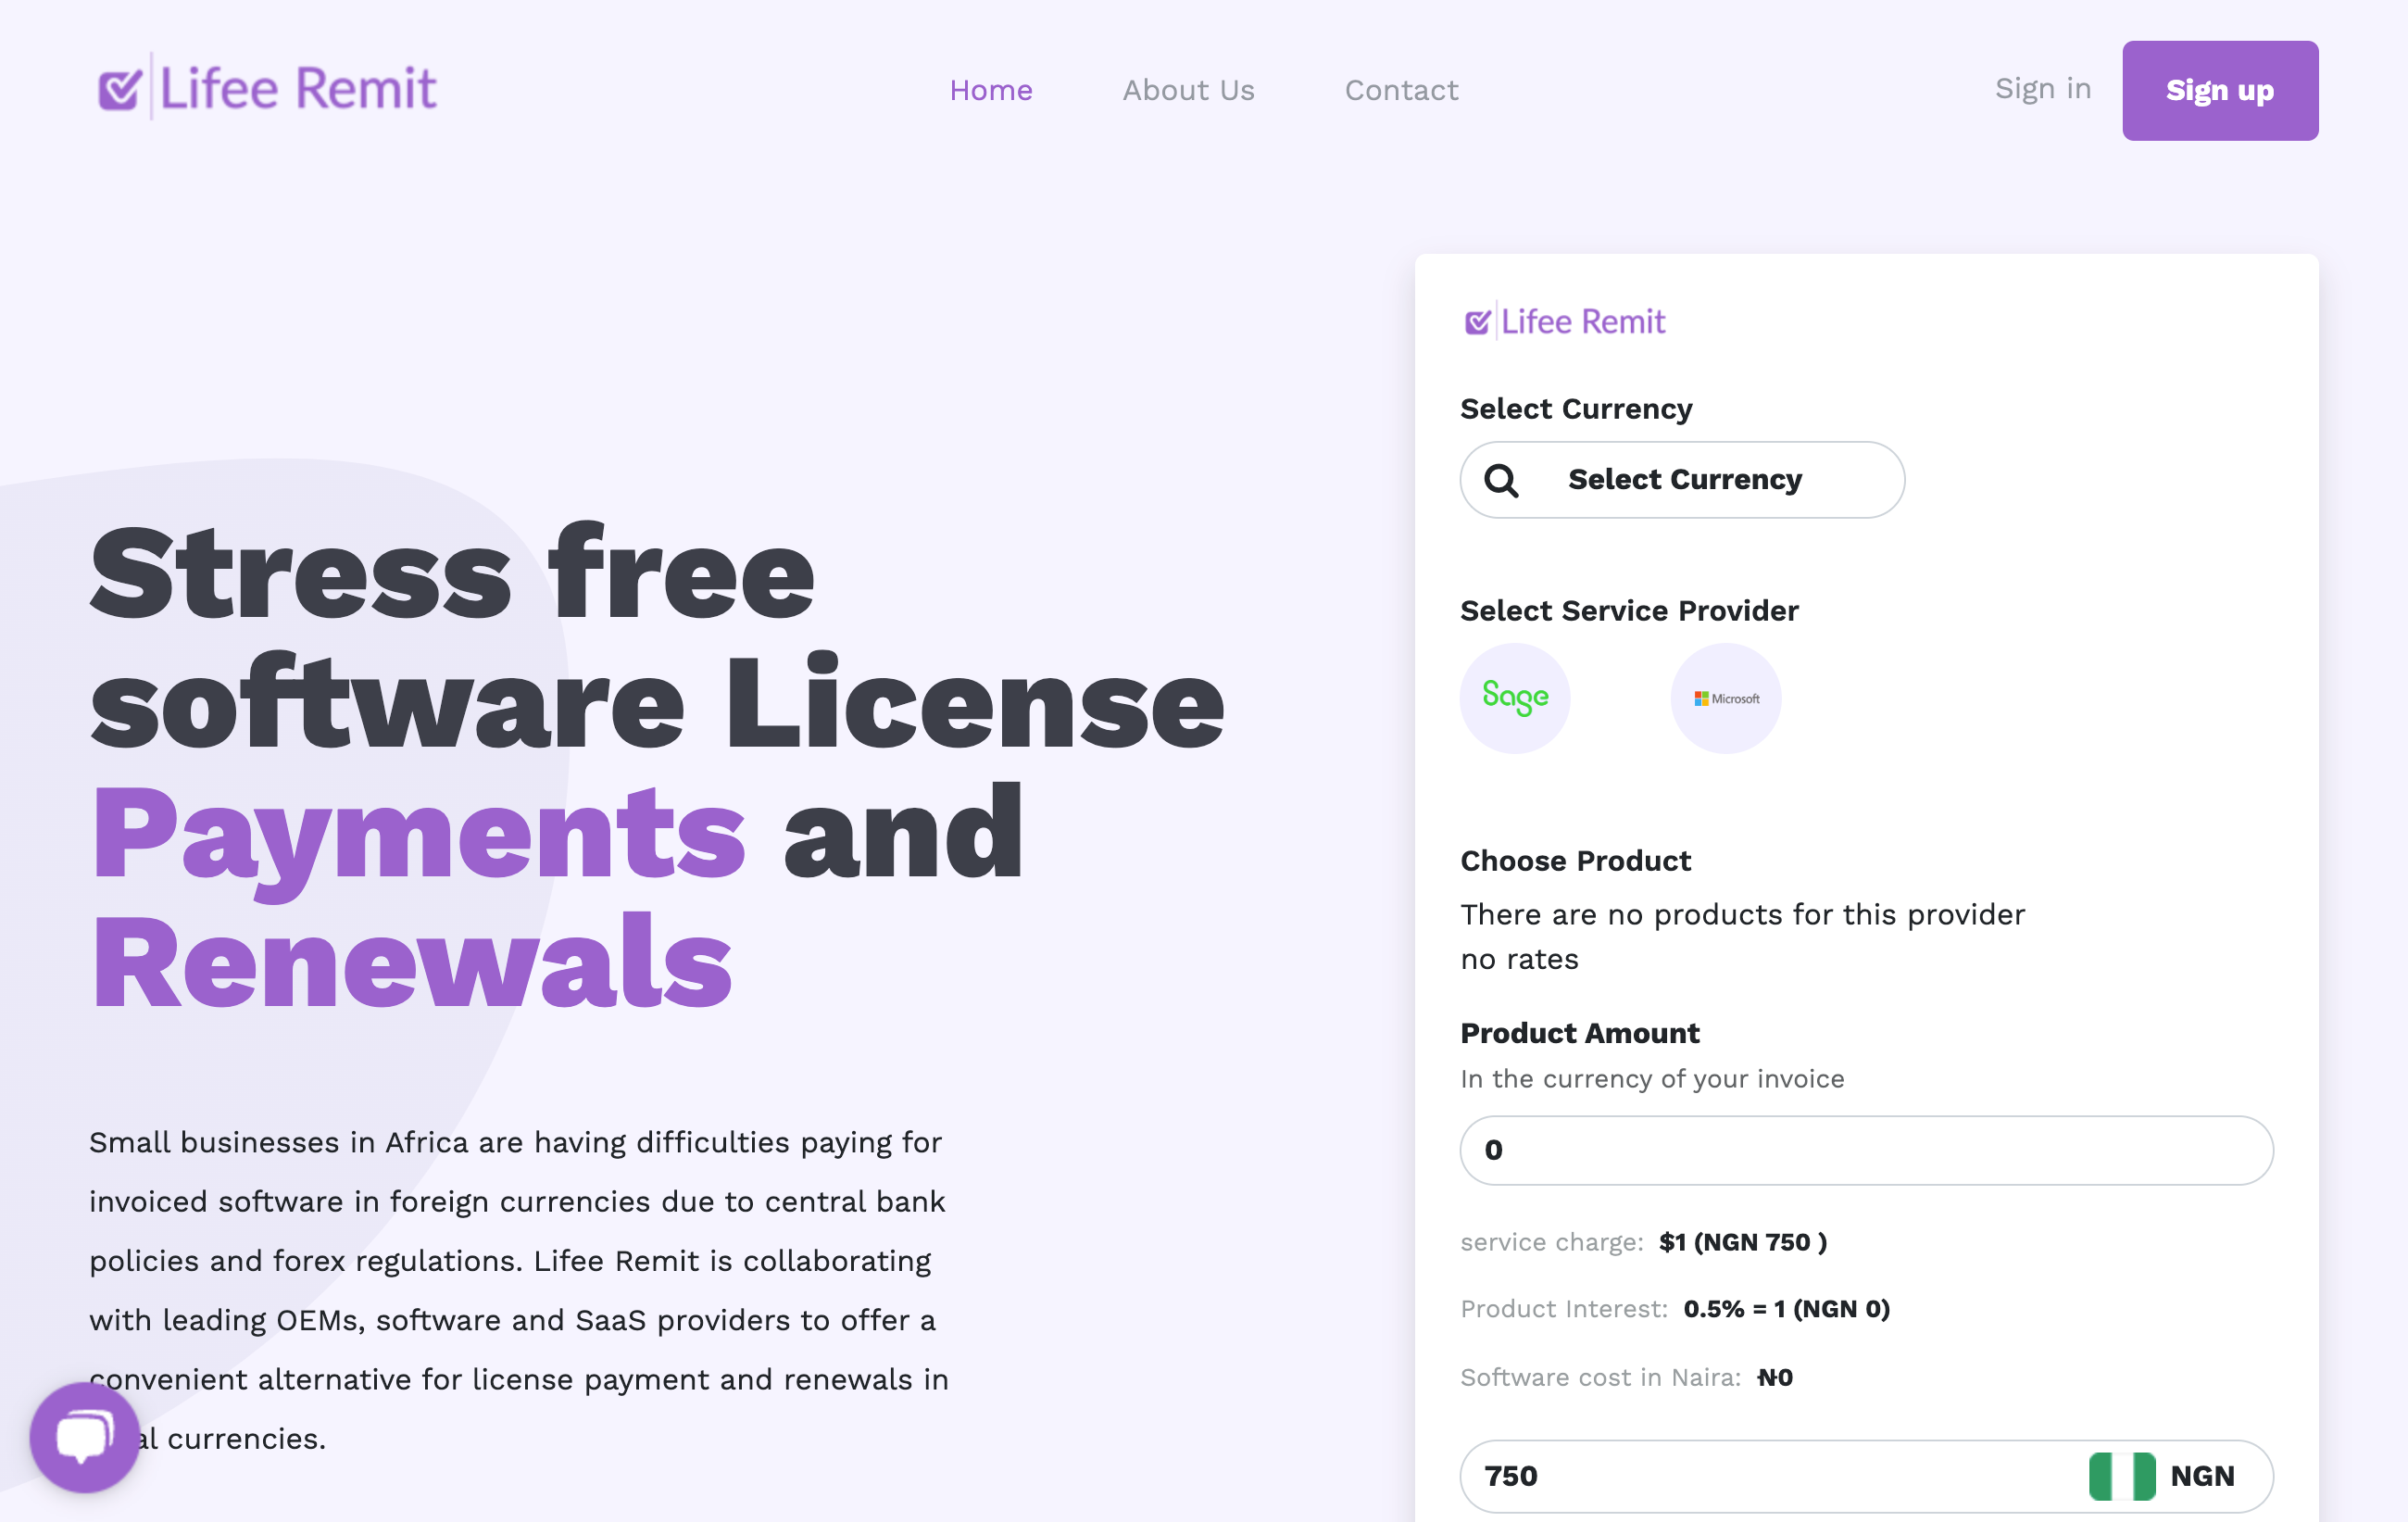 Lifee Remit
Home
About Us
Contact
Sign in
Sign up
Stress free
software License
Payments and
Renewals
Small businesses in Africa are having difficulties paying for
invoiced software in foreign currencies due to central bank
policies and forex regulations. Lifee Remit is collaborating
with leading OEMs, software and SaaS providers to offer a
convenient alternative for license payment and renewals in
currencies.
Lifee Remit
Select Currency
Select Currency
Select Service Provider
Sage
Microsoft
Choose Product
There are no products for this provider
no rates
Product Amount
In the currency of your invoice
0
service charge: $1 (NGN 750 )
Product Interest: 0.5% = 1 (NGN 0)
Software cost in Naira: ₦0
750
NGN